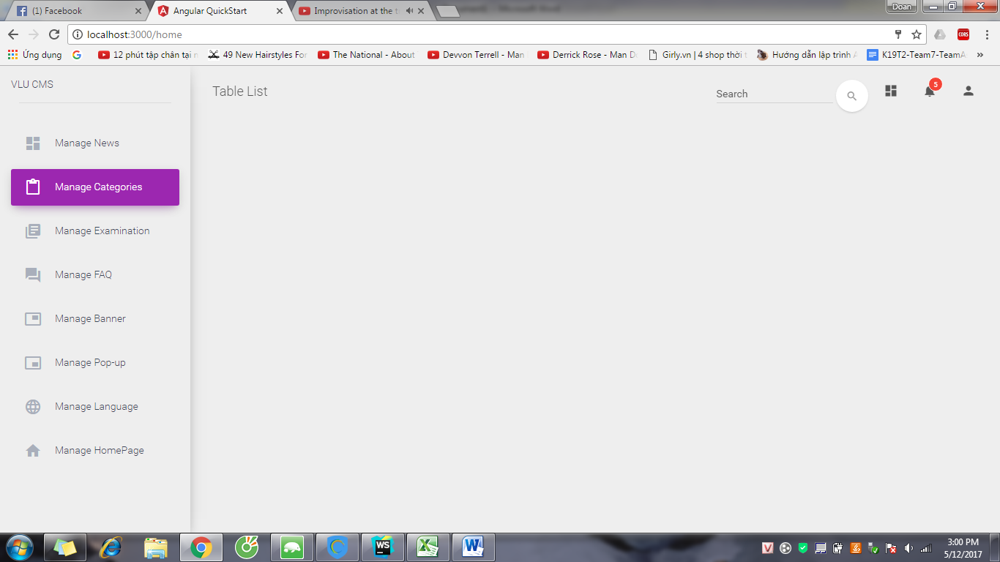 (1) Facebook
Angular QuickStart
Improvisation at the t
Doan
localhost:3000/home
CORS
Ứng dụng
12 phút tập chân tại n
49 New Hairstyles For
The National - About
Devvon Terrell - Man
Derrick Rose - Man D
Girly.vn | 4 shop thời t
Hướng dẫn lập trình A
K19T2-Team7-TeamA
»
VLU CMS
Table List
Search
5
Manage News
Manage Categories
Manage Examination
Manage FAQ
Manage Banner
Manage Pop-up
Manage Language
Manage HomePage
WS
3:00 PM
5/12/2017